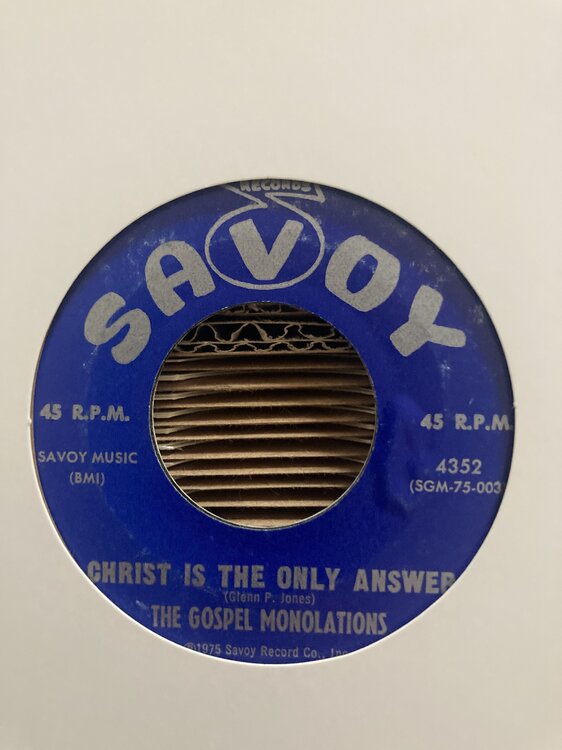 RECORDS
SAVOY
45 R.P.M.
SAVOY MUSIC
(BMI)
45 R.P.M.
4352
(SGM-75-003
CHRIST IS THE ONLY ANSWER
(Glenn P. Jones)
THE GOSPEL MONOLATIONS
℗1975 Savoy Record Co., Inc.